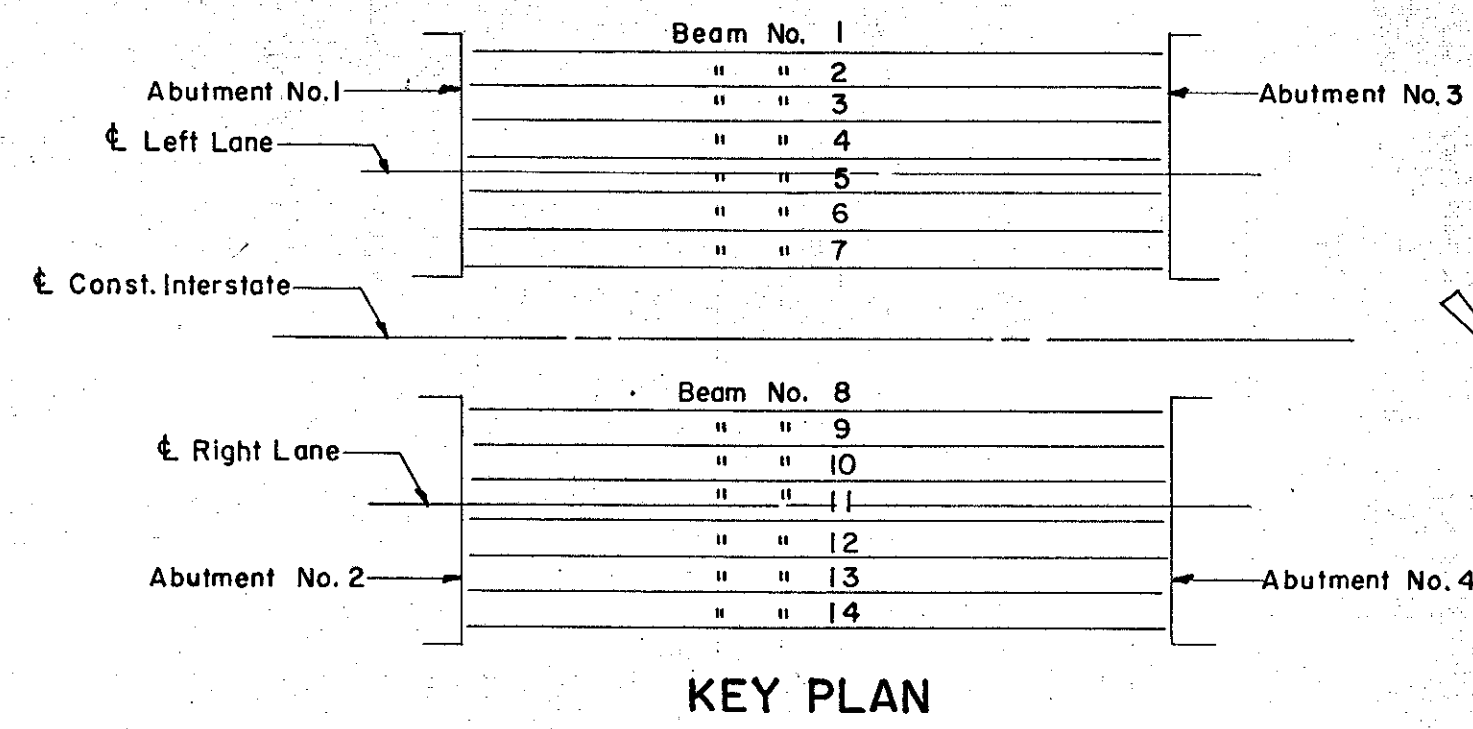 Beam No. 1
" " 2
Abutment No.1
" " 3
Abutment No. 3
℄ Left Lane
" " 4
" " 5
" " 6
" " 7
℄ Const. Interstate
Beam No. 8
" " 9
℄ Right Lane
" " 10
" " 11
" " 12
Abutment No. 2
" " 13
Abutment No. 4
" " 14
KEY PLAN